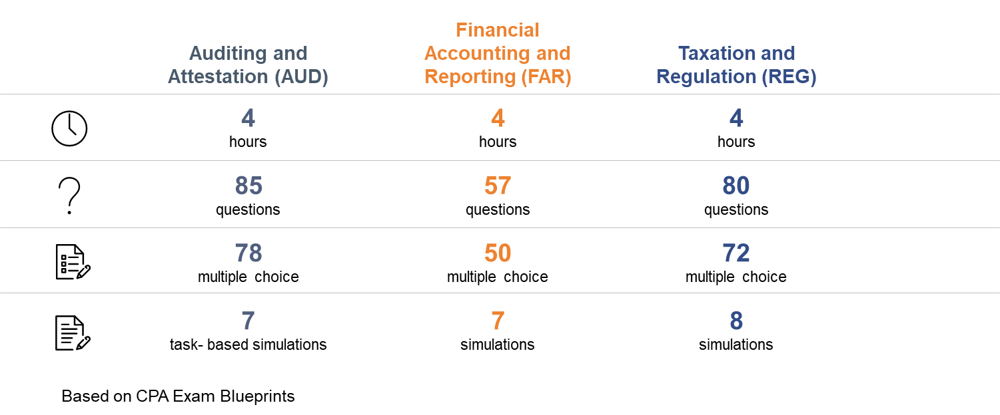 Auditing and
Attestation (AUD)
Financial
Accounting and
Reporting (FAR)
Taxation and
Regulation (REG)
4
hours
4
hours
4
hours
85
questions
57
questions
80
questions
78
multiple choice
50
multiple choice
72
multiple choice
7
task- based simulations
7
simulations
8
simulations
Based on CPA Exam Blueprints